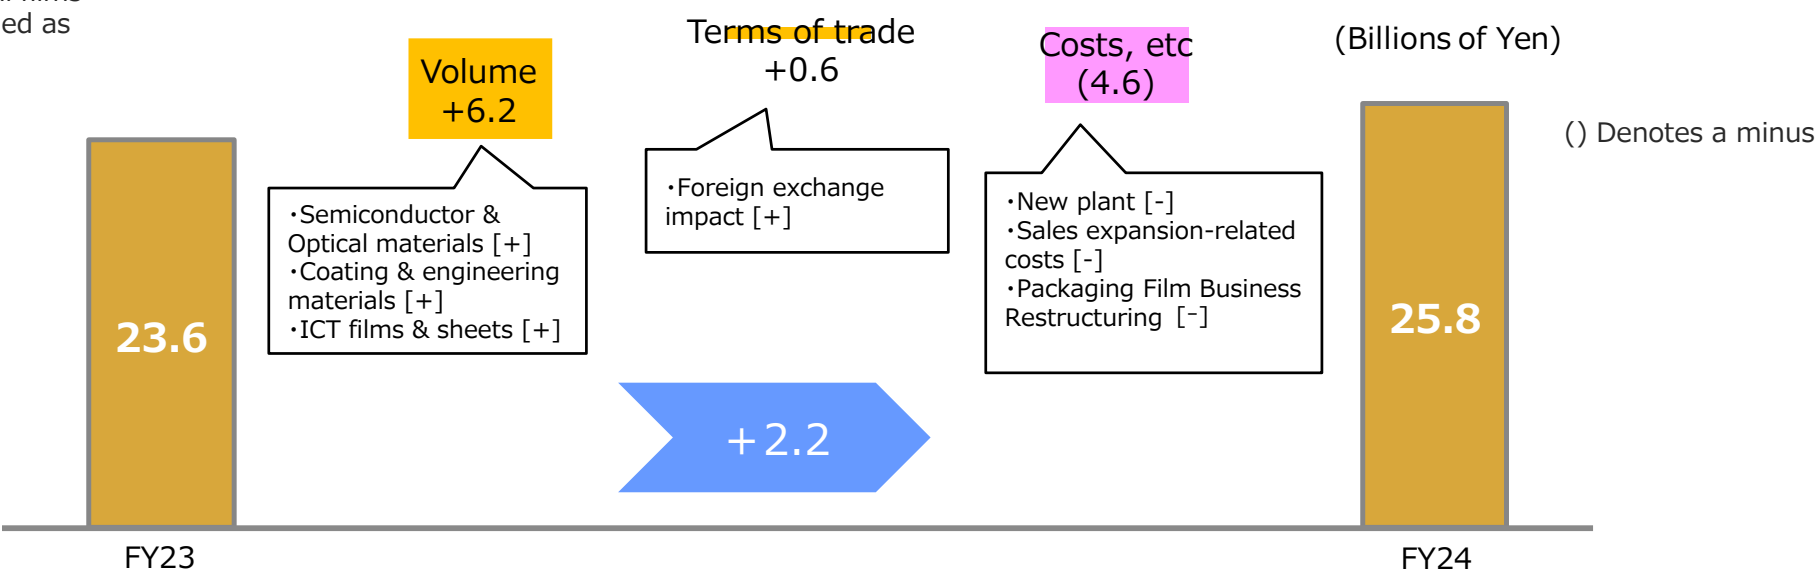 ed as
Volume
+6.2
Terms of trade
+0.6
Costs, etc
(4.6)
(Billions of Yen)
() Denotes a minus
・Semiconductor &
Optical materials [+]
・Coating & engineering
materials [+]
・ICT films & sheets [+]
・Foreign exchange
impact [+]
・New plant [-]
・Sales expansion-related
costs [-]
・Packaging Film Business
Restructuring [-]
23.6
+2.2
25.8
FY23
FY24